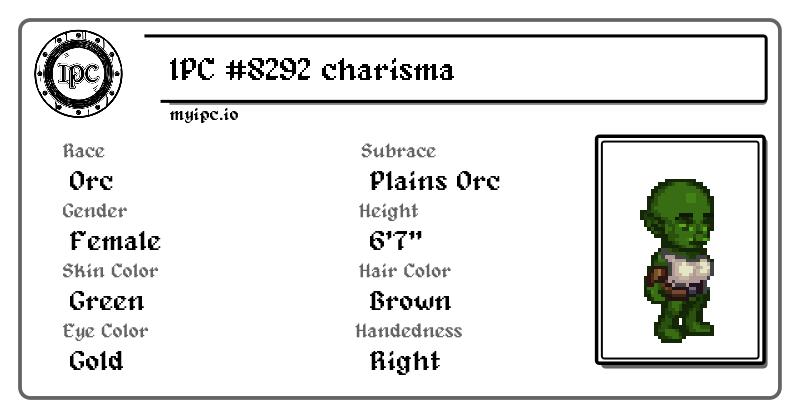 IPC
IPC #8292 charisma
myipc.io
Race
Orc
Subrace
Plains Orc
Gender
Female
Height
6'7"
Skin Color
Green
Hair Color
Brown
Eye Color
Gold
Handedness
Right